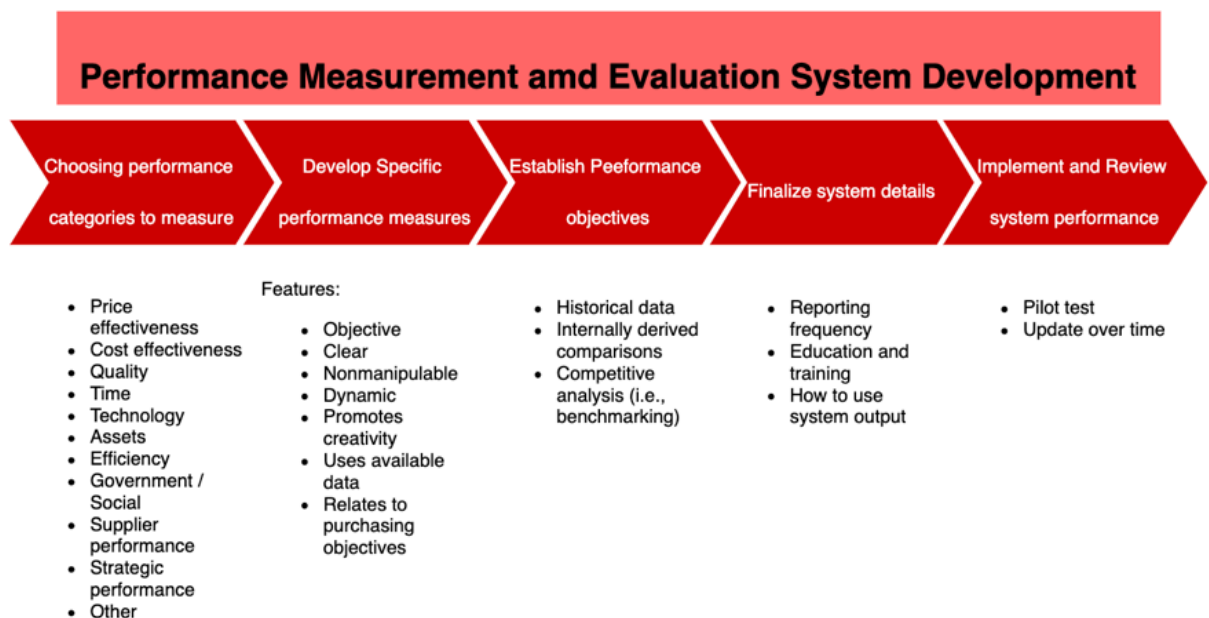 Performance Measurement amd Evaluation System Development
Choosing performance
categories to measure
Develop Specific
performance measures
Establish Peeformance
objectives
Finalize system details
Implement and Review
system performance
• Price
effectiveness
• Cost effectiveness
• Quality
• Time
• Technology
• Assets
• Efficiency
• Government /
Social
• Supplier
performance
• Strategic
performance
• Other
Features:
• Objective
• Clear
• Nonmanipulable
• Dynamic
• Promotes
creativity
• Uses available
data
• Relates to
purchasing
objectives
• Historical data
• Internally derived
comparisons
• Competitive
analysis (i.e.,
benchmarking)
• Reporting
frequency
• Education and
training
• How to use
system output
• Pilot test
• Update over time